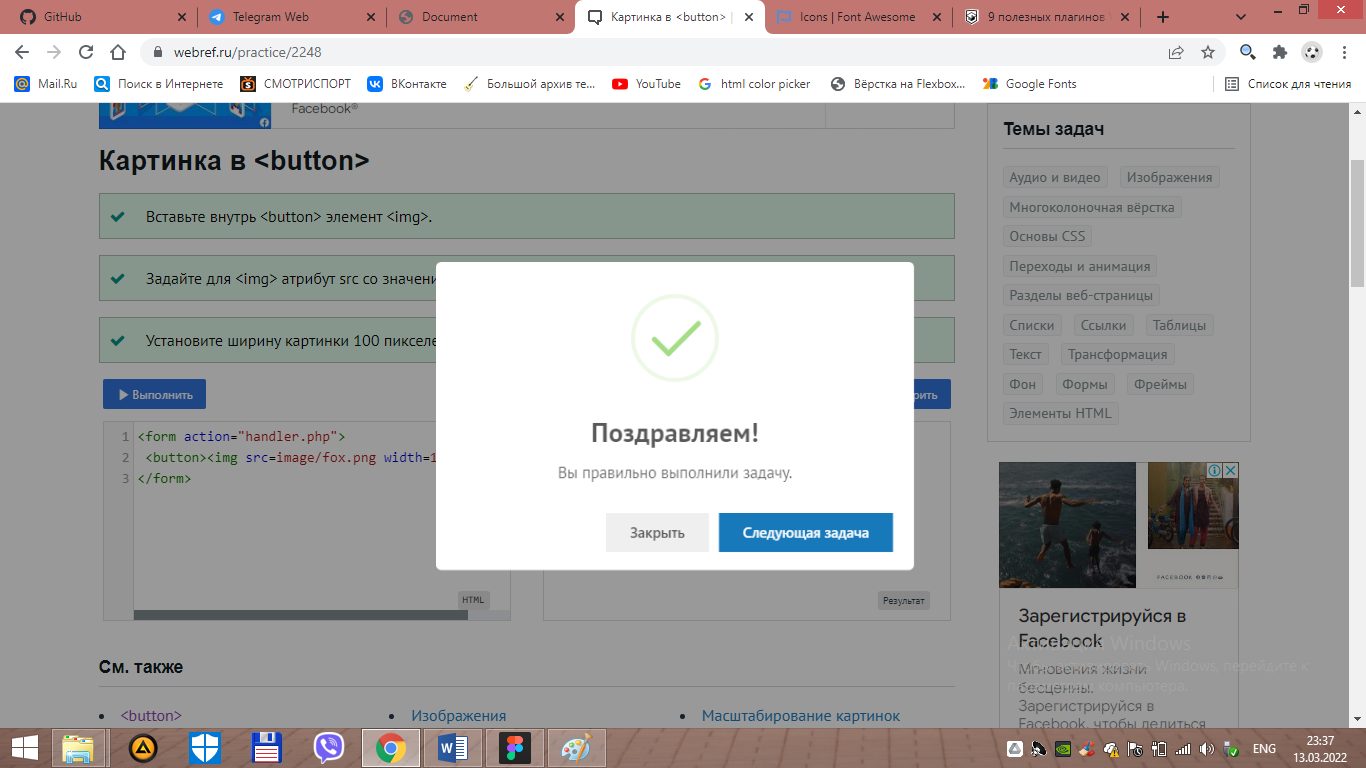 GitHub
Telegram Web
Document
Картинка в <button> |
Icons | Font Awesome
9 полезных плагинов
webref.ru/practice/2248
Mail.Ru
Поиск в Интернете
СМОТРИСПОРТ
ВКонтакте
Большой архив те...
YouTube
html color picker
Вёрстка на Flexbox...
Google Fonts
Список для чтения
Facebook®
Картинка в <button>
Вставьте внутрь <button> элемент <img>.
Задайте для <img> атрибут src со значени
Установите ширину картинки 100 пикселе
Выполнить
рить
1 <form action="handler.php">
2 <button><img src=image/fox.png width=1
3 </form>
HTML
Результат
Поздравляем!
Вы правильно выполнили задачу.
Закрыть
Следующая задача
См. также
<button>
Изображения
Масштабирование картинок
Темы задач
Аудио и видео
Изображения
Многоколоночная вёрстка
Основы CSS
Переходы и анимация
Разделы веб-страницы
Списки
Ссылки
Таблицы
Текст
Трансформация
Фон
Формы
Фреймы
Элементы HTML
FACEBOOK
Зарегистрируйся в
Facebook
Мгновения жизни
бесценны.
Зарегистрируйся в
Facebook, чтобы делиться
Активация Windows
Чтобы активировать Windows, перейдите к
параметрам компьютера.
ENG
23:37
13.03.2022